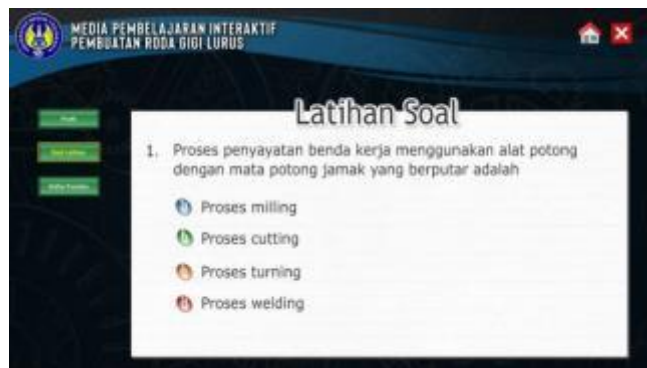 MEDIA PEMBELAJARAN INTERAKTIF
PEMBUATAN RODA GIGI LURUS
Latihan Soal
1. Proses penyayatan benda kerja menggunakan alat potong
dengan mata potong jamak yang berputar adalah
Proses milling
Proses cutting
Proses turning
Proses welding